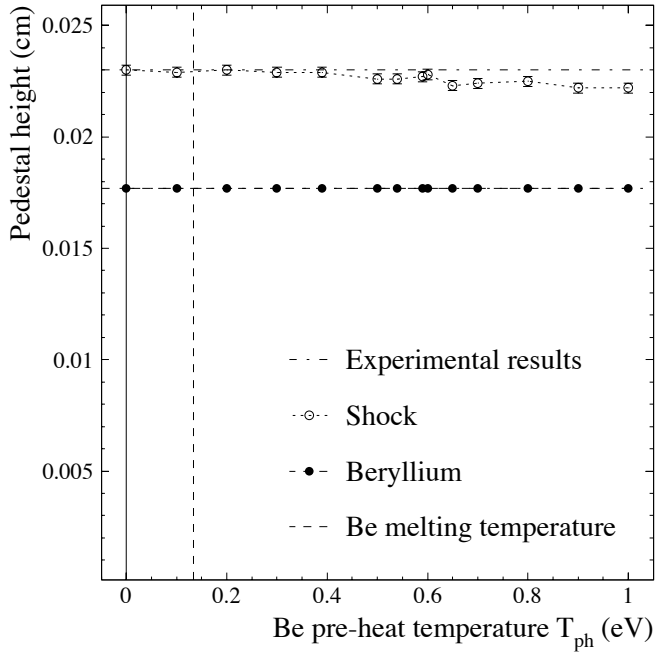 Pedestal height (cm)
0.025
0.02
0.015
0.01
0.005
Experimental results
Shock
Beryllium
Be melting temperature
0 0.2 0.4 0.6 0.8 1
Be pre-heat temperature T_ph (eV)